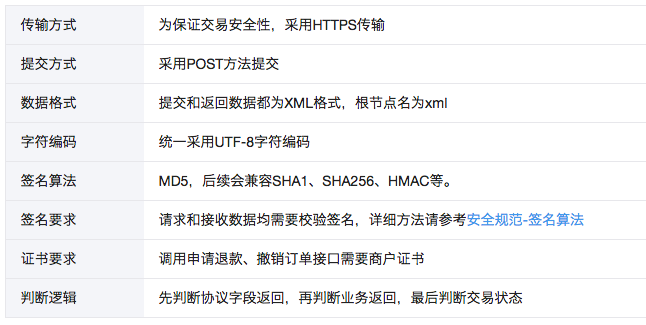 传输方式 为保证交易安全性，采用HTTPS传输
提交方式 采用POST方法提交
数据格式 提交和返回数据都为XML格式，根节点名为xml
字符编码 统一采用UTF-8字符编码
签名算法 MD5，后续会兼容SHA1、SHA256、HMAC等。
签名要求 请求和接收数据均需要校验签名，详细方法请参考安全规范-签名算法
证书要求 调用申请退款、撤销订单接口需要商户证书
判断逻辑 先判断协议字段返回，再判断业务返回，最后判断交易状态